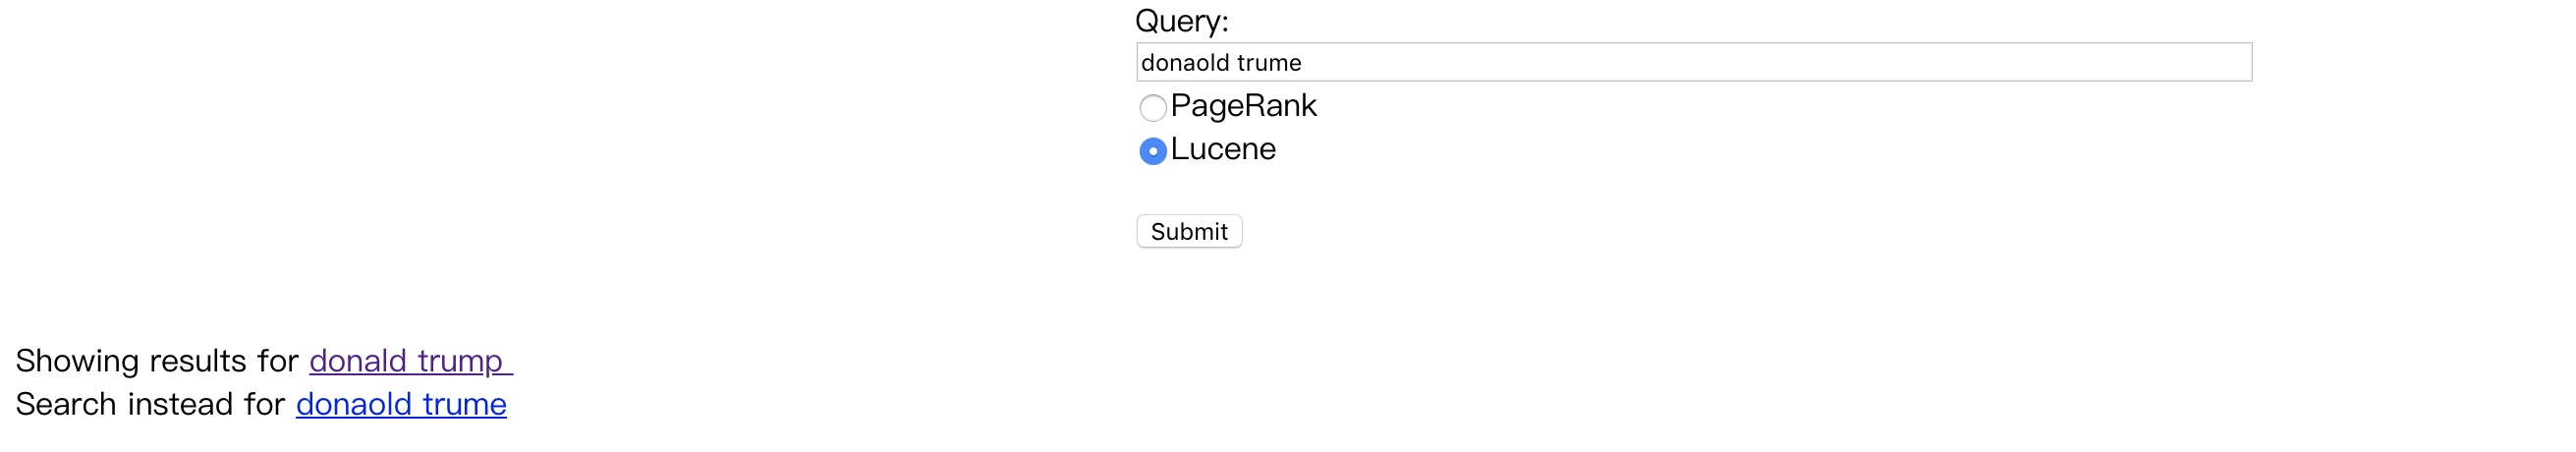 Query:
donaold trume
PageRank
Lucene
Submit
Showing results for donald trump
Search instead for donaold trume